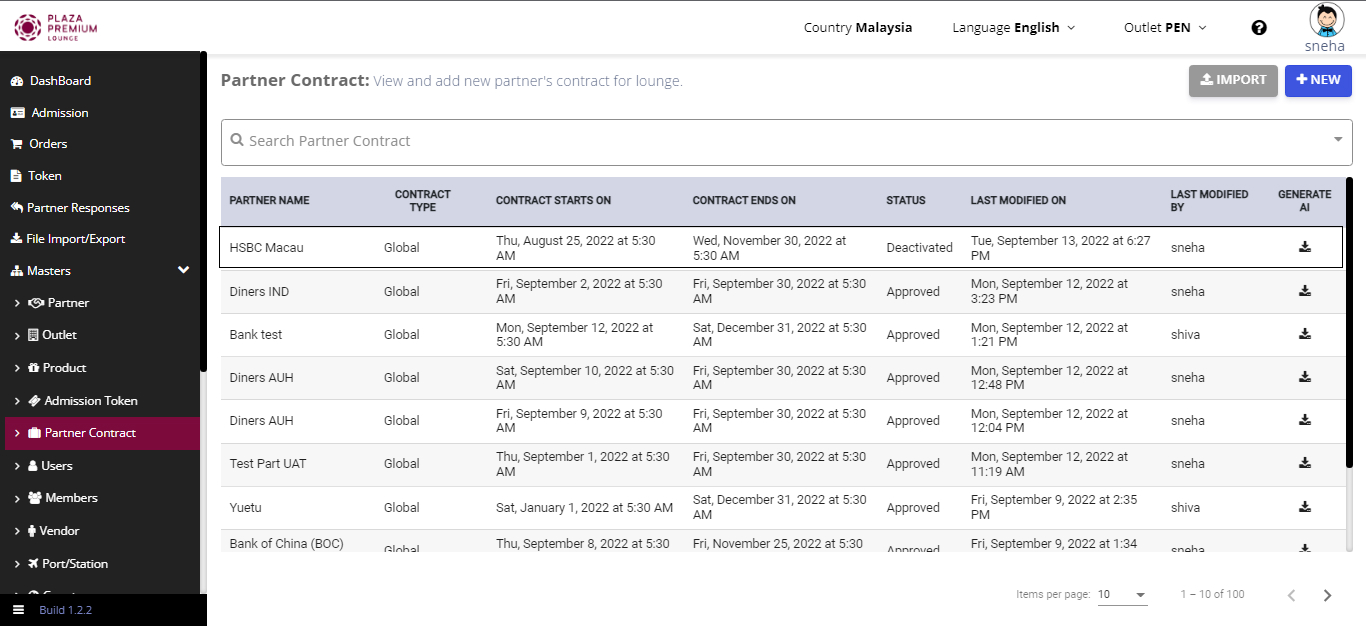 PLAZA
PREMIUM
LOUNGE
Country Malaysia
Language English
Outlet PEN
sneha
DashBoard
Admission
Orders
Token
Partner Responses
File Import/Export
Masters
Partner
Outlet
Product
Admission Token
Partner Contract
Users
Members
Vendor
Port/Station
Build 1.2.2
Partner Contract: View and add new partner's contract for lounge.
IMPORT
NEW
Search Partner Contract
PARTNER NAME
CONTRACT
TYPE
CONTRACT STARTS ON
CONTRACT ENDS ON
STATUS
LAST MODIFIED ON
LAST MODIFIED
BY
GENERATE
AI
HSBC Macau
Global
Thu, August 25, 2022 at 5:30
AM
Wed, November 30, 2022 at
5:30 AM
Deactivated
Tue, September 13, 2022 at 6:27
PM
sneha
Diners IND
Global
Fri, September 2, 2022 at 5:30
AM
Fri, September 30, 2022 at 5:30
AM
Approved
Mon, September 12, 2022 at
3:23 PM
sneha
Bank test
Global
Mon, September 12, 2022 at
5:30 AM
Sat, December 31, 2022 at 5:30
AM
Approved
Mon, September 12, 2022 at
1:21 PM
shiva
Diners AUH
Global
Sat, September 10, 2022 at 5:30
AM
Fri, September 30, 2022 at 5:30
AM
Approved
Mon, September 12, 2022 at
12:48 PM
sneha
Diners AUH
Global
Fri, September 9, 2022 at 5:30
AM
Fri, September 30, 2022 at 5:30
AM
Approved
Mon, September 12, 2022 at
12:04 PM
sneha
Test Part UAT
Global
Thu, September 1, 2022 at 5:30
AM
Fri, September 30, 2022 at 5:30
AM
Approved
Mon, September 12, 2022 at
11:19 AM
sneha
Yuetu
Global
Sat, January 1, 2022 at 5:30 AM
Sat, December 31, 2022 at 5:30
AM
Approved
Fri, September 9, 2022 at 2:35
PM
shiva
Bank of China (BOC)
Global
Thu, September 8, 2022 at 5:30
Fri, November 25, 2022 at 5:30
Approved
Fri, September 9, 2022 at 1:34
sneha
Items per page: 10
1 – 10 of 100